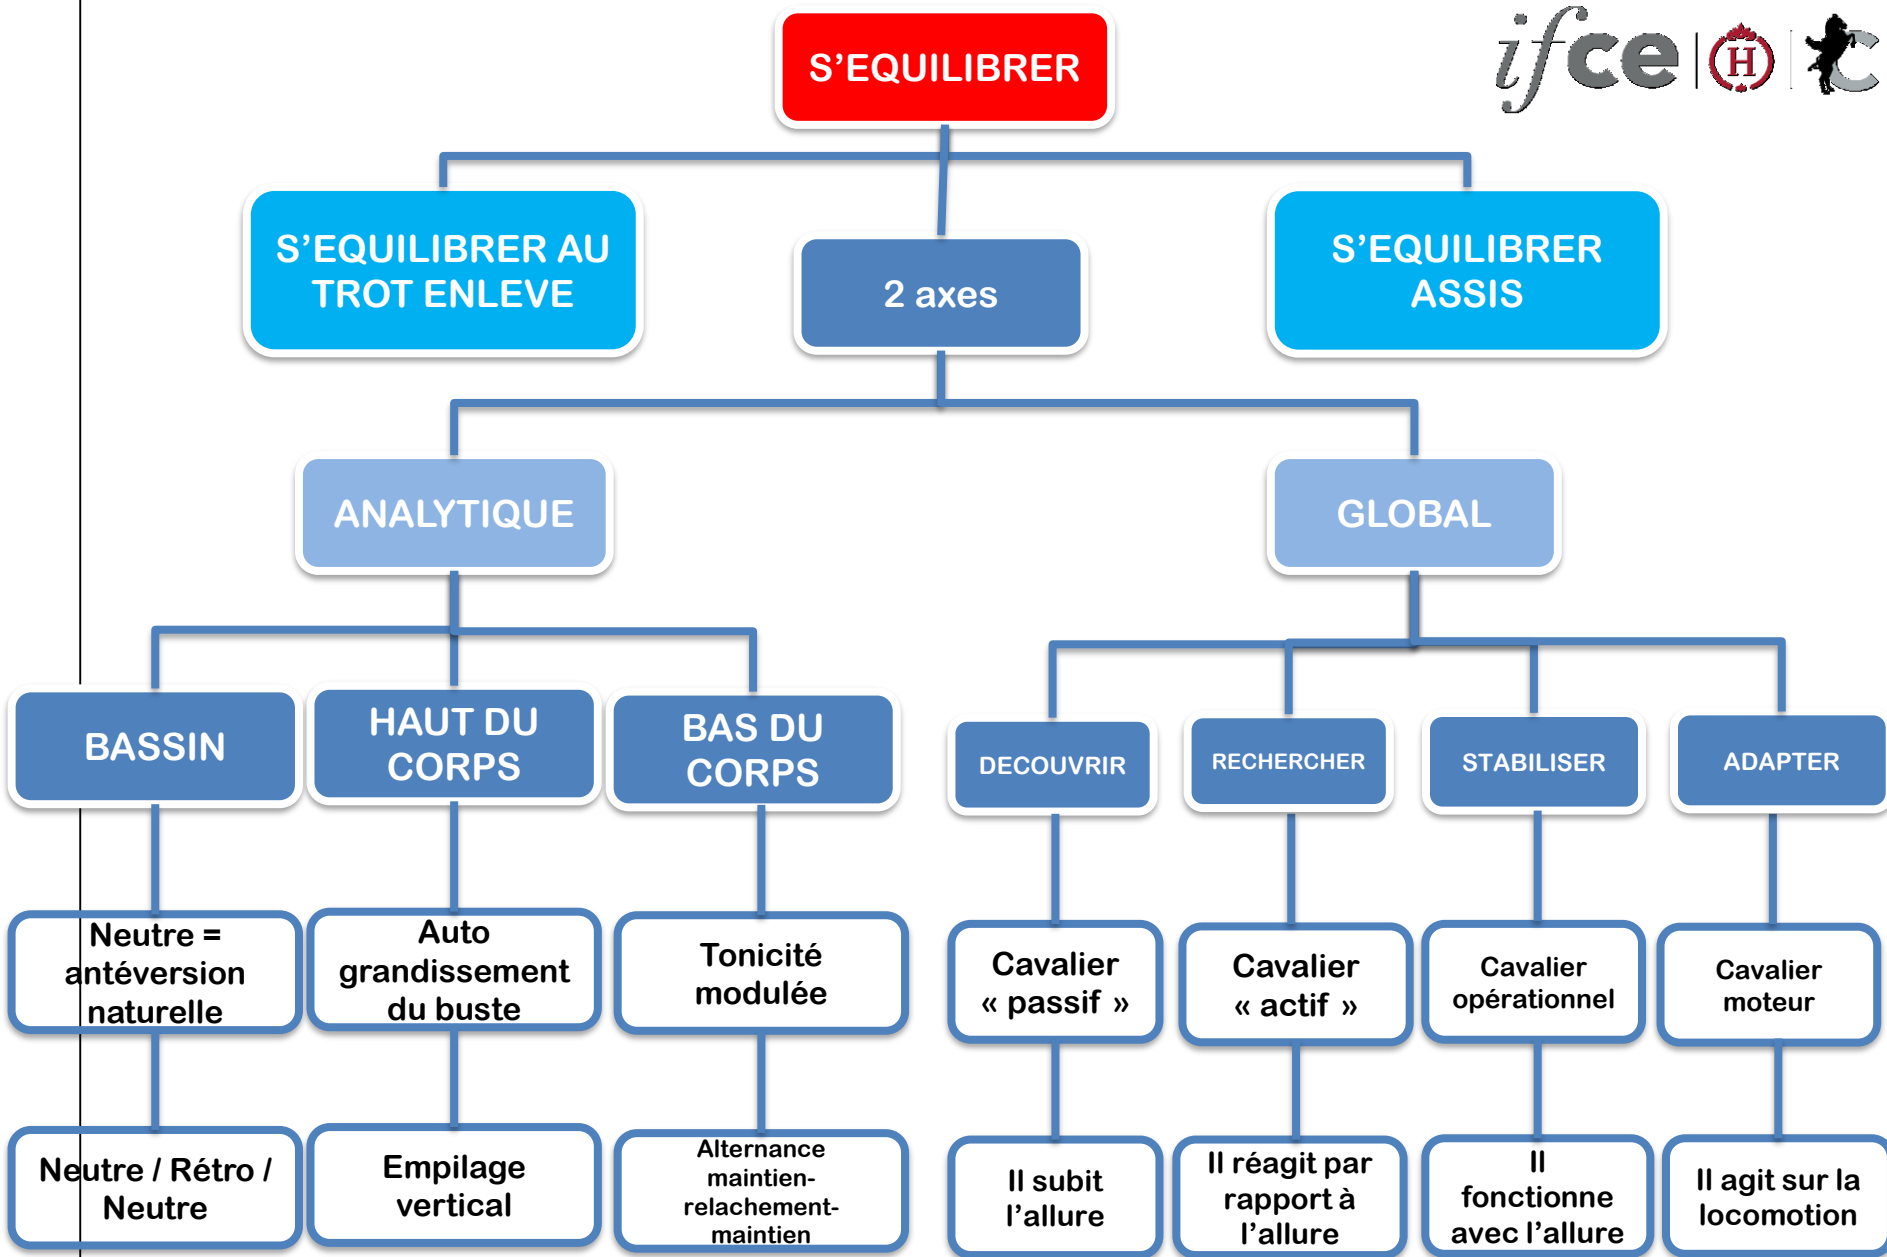 S’EQUILIBRER
ifce
H
S’EQUILIBRER AU
TROT ENLEVE
2 axes
S’EQUILIBRER
ASSIS
ANALYTIQUE
GLOBAL
BASSIN
HAUT DU
CORPS
BAS DU
CORPS
DECOUVRIR
RECHERCHER
STABILISER
ADAPTER
Neutre =
antéversion
naturelle
Auto
grandissement
du buste
Tonicité
modulée
Cavalier
« passif »
Cavalier
« actif »
Cavalier
opérationnel
Cavalier
moteur
Neutre / Rétro /
Neutre
Empilage
vertical
Alternance
maintien-
relachement-
maintien
Il subit
l’allure
Il réagit par
rapport à
l’allure
Il
fonctionne
avec l’allure
Il agit sur la
locomotion